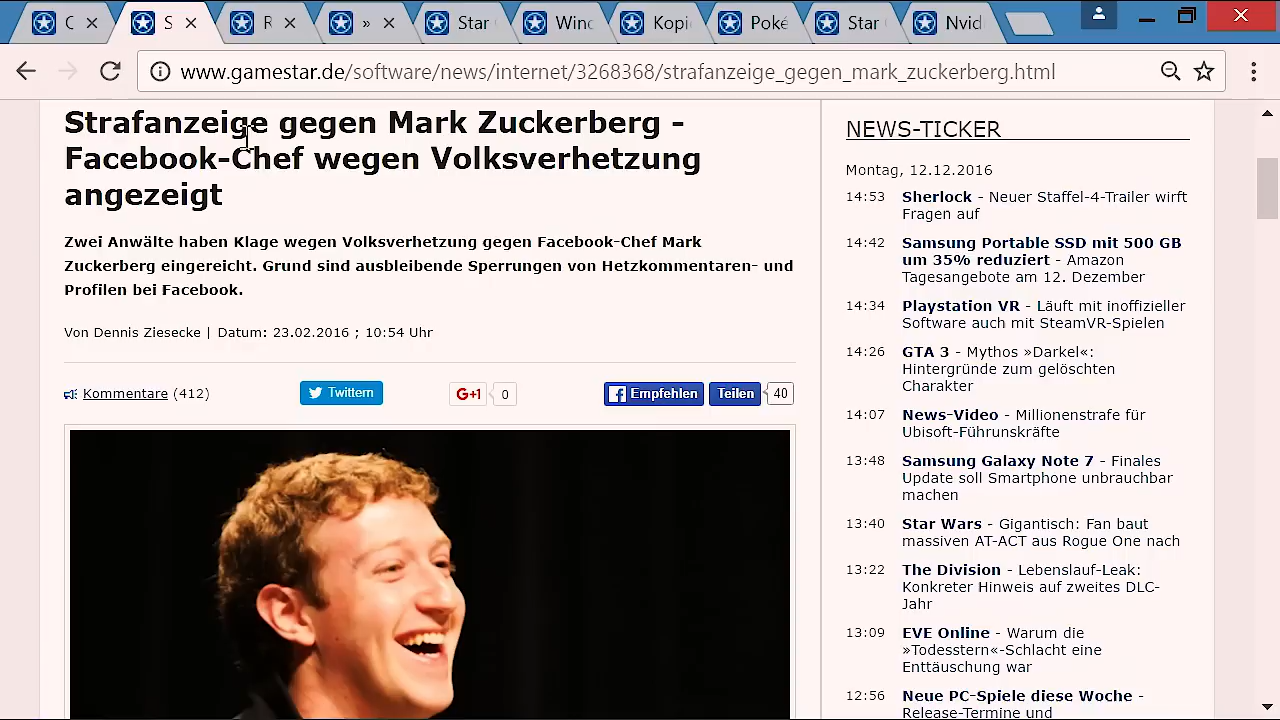 C
S
R
»
Star
Wind
Kopi
Poké
Star
Nvid
www.gamestar.de/software/news/internet/3268368/strafanzeige_gegen_mark_zuckerberg.html
Strafanzeige gegen Mark Zuckerberg -
Facebook-Chef wegen Volksverhetzung
angezeigt
Zwei Anwälte haben Klage wegen Volksverhetzung gegen Facebook-Chef Mark
Zuckerberg eingereicht. Grund sind ausbleibende Sperrungen von Hetzkommentaren- und
Profilen bei Facebook.
Von Dennis Ziesecke | Datum: 23.02.2016 ; 10:54 Uhr
Kommentare (412)
Twittern
G+1 0
Empfehlen Teilen 40
NEWS-TICKER
Montag, 12.12.2016
14:53 Sherlock - Neuer Staffel-4-Trailer wirft
Fragen auf
14:42 Samsung Portable SSD mit 500 GB
um 35% reduziert - Amazon
Tagesangebote am 12. Dezember
14:34 Playstation VR - Läuft mit inoffizieller
Software auch mit SteamVR-Spielen
14:26 GTA 3 - Mythos »Darkel«:
Hintergründe zum gelöschten
Charakter
14:07 News-Video - Millionenstrafe für
Ubisoft-Führunskräfte
13:48 Samsung Galaxy Note 7 - Finales
Update soll Smartphone unbrauchbar
machen
13:40 Star Wars - Gigantisch: Fan baut
massiven AT-ACT aus Rogue One nach
13:22 The Division - Lebenslauf-Leak:
Konkreter Hinweis auf zweites DLC-
Jahr
13:09 EVE Online - Warum die
»Todesstern«-Schlacht eine
Enttäuschung war
12:56 Neue PC-Spiele diese Woche -
Release-Termine und